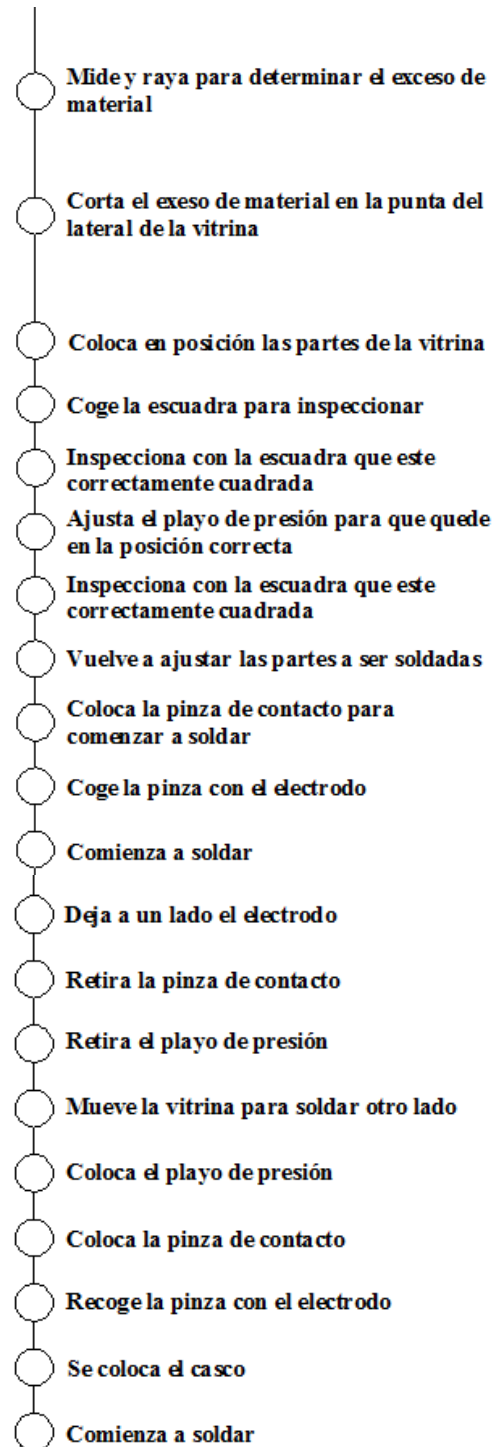 Mide y raya para determinar el exceso de
material
Corta el exeso de material en la punta del
lateral de la vitrina
Coloca en posición las partes de la vitrina
Coge la escuadra para inspeccionar
Inspecciona con la escuadra que este
correctamente cuadrada
Ajusta el playo de presión para que quede
en la posición correcta
Inspecciona con la escuadra que este
correctamente cuadrada
Vuelve a ajustar las partes a ser soldadas
Coloca la pinza de contacto para
comenzar a soldar
Coge la pinza con el electrodo
Comienza a soldar
Deja a un lado el electrodo
Retira la pinza de contacto
Retira el playo de presión
Mueve la vitrina para soldar otro lado
Coloca el playo de presión
Coloca la pinza de contacto
Recoge la pinza con el electrodo
Se coloca el casco
Comienza a soldar